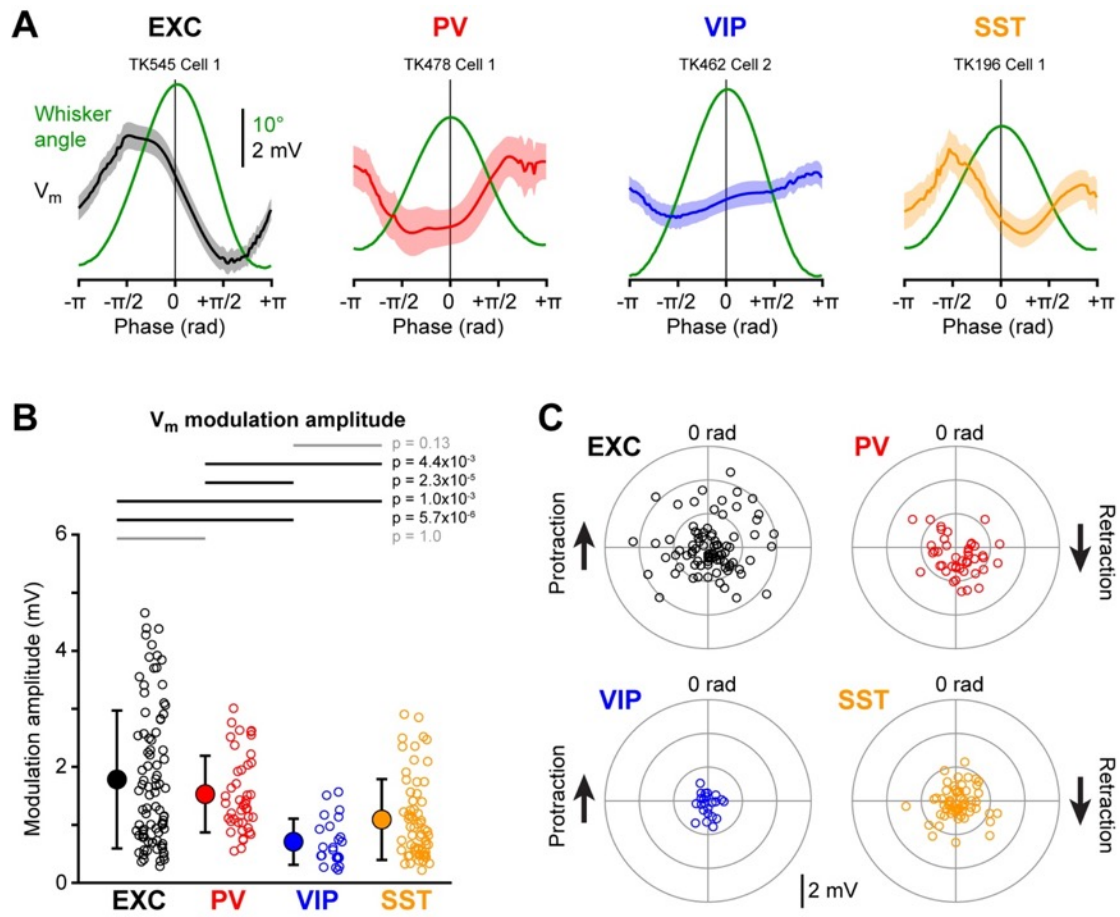 A
EXC PV VIP SST
TK545 Cell 1 TK478 Cell 1 TK462 Cell 2 TK196 Cell 1
Whisker
angle
10°
2 mV
Vm
-π -π/2 0 +π/2 +π -π -π/2 0 +π/2 +π -π -π/2 0 +π/2 +π -π -π/2 0 +π/2 +π
Phase (rad) Phase (rad) Phase (rad) Phase (rad)
B
Vm modulation amplitude
p = 0.13
p = 4.4x10-3
p = 2.3x10-5
p = 1.0x10-3
p = 5.7x10-6
p = 1.0
Modulation amplitude (mV)
6
4
2
0
EXC PV VIP SST
C
EXC 0 rad PV 0 rad
Protraction
Retraction
VIP 0 rad SST 0 rad
Protraction
Retraction
2 mV